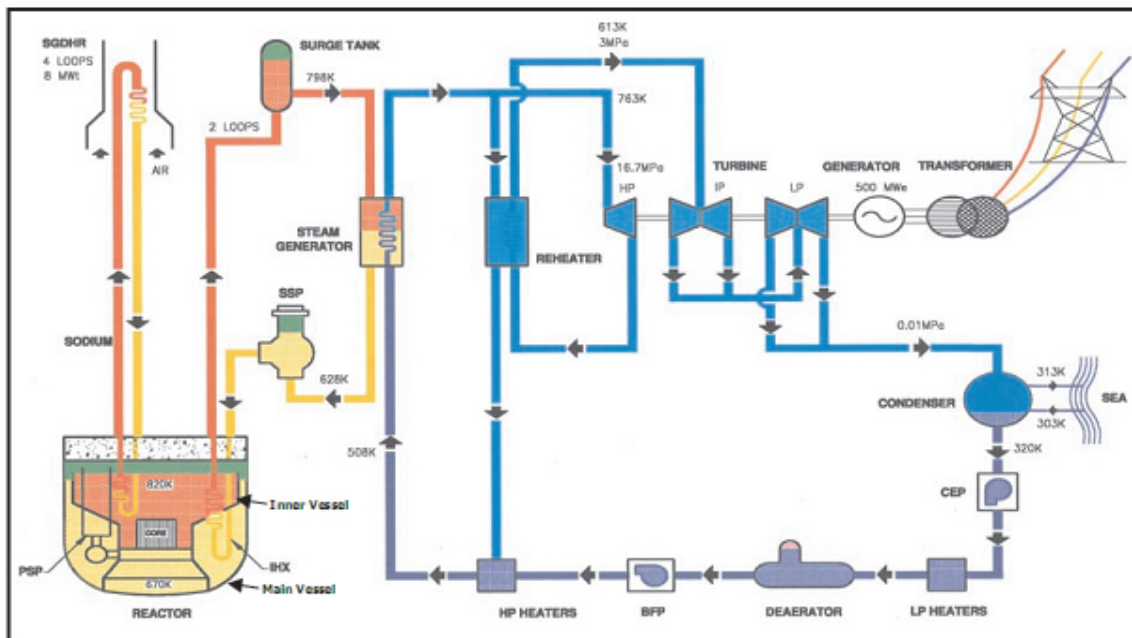 SGDHR
4 LOOPS
8 MWt
AIR
SURGE TANK
798K
2 LOOPS
613K
3MPa
763K
16.7MPa
HP
TURBINE
IP
LP
GENERATOR
500 MWe
TRANSFORMER
STEAM
GENERATOR
REHEATER
SSP
SODIUM
628K
508K
0.01MPa
CONDENSER
313K
303K
SEA
320K
CEP
820K
Inner Vessel
CORE
PSP
IHX
670K
Main Vessel
REACTOR
HP HEATERS
BFP
DEAERATOR
LP HEATERS